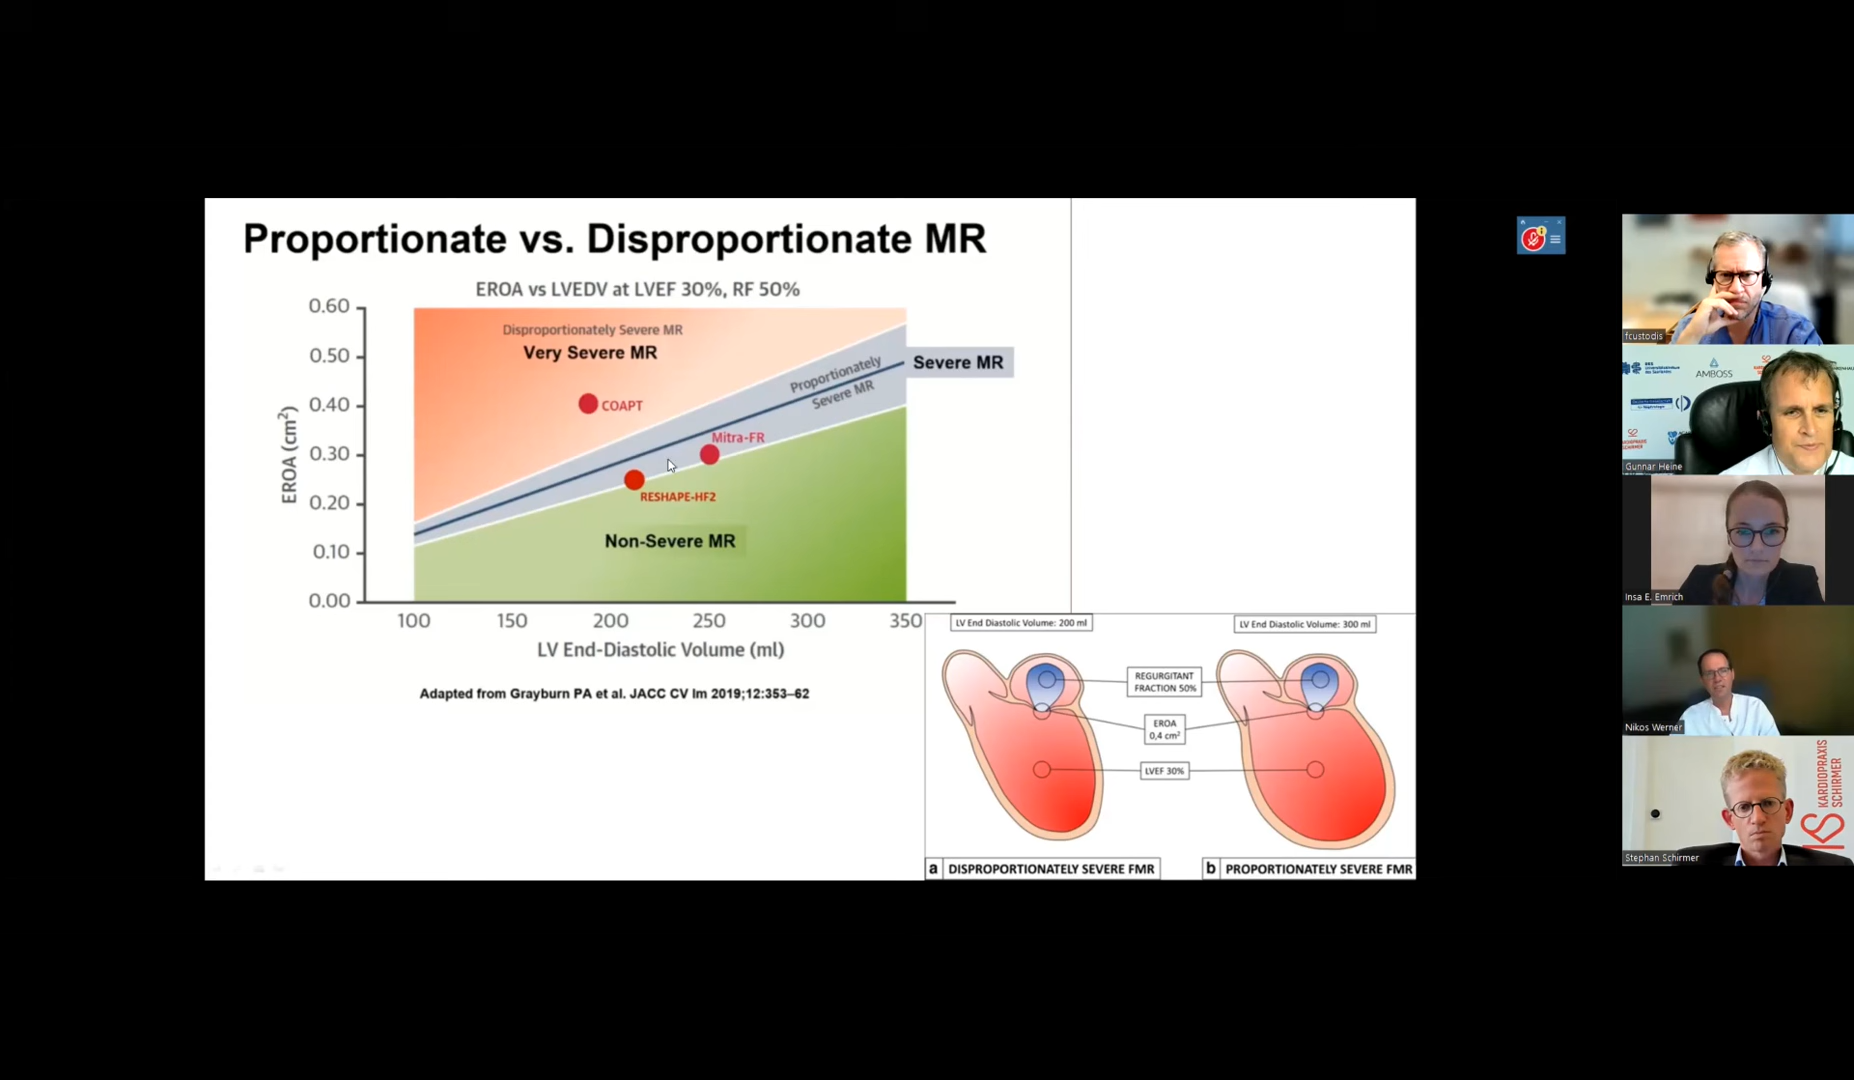 Proportionate vs. Disproportionate MR
EROA vs LVEDV at LVEF 30%, RF 50%
0.60
0.50
0.40
0.30
0.20
0.10
0.00
EROA (cm²)
Disproportionately Severe MR
Very Severe MR
COAPT
Proportionately
Severe MR
Severe MR
Mitra-FR
RESHAPE-HF2
Non-Severe MR
100 150 200 250 300 350
LV End-Diastolic Volume (ml)
Adapted from Grayburn PA et al. JACC CV Im 2019;12:353–62
LV End Diastolic Volume: 200 ml
LV End Diastolic Volume: 300 ml
REGURGITANT
FRACTION 50%
EROA
0,4 cm²
LVEF 30%
a DISPROPORTIONATELY SEVERE FMR
b PROPORTIONATELY SEVERE FMR
fcustodis
AMBOSS
Gunnar Heine
Insa E. Emrich
Nikos Werner
KARDIOPRAXIS
SCHIRMER
Stephan Schirmer